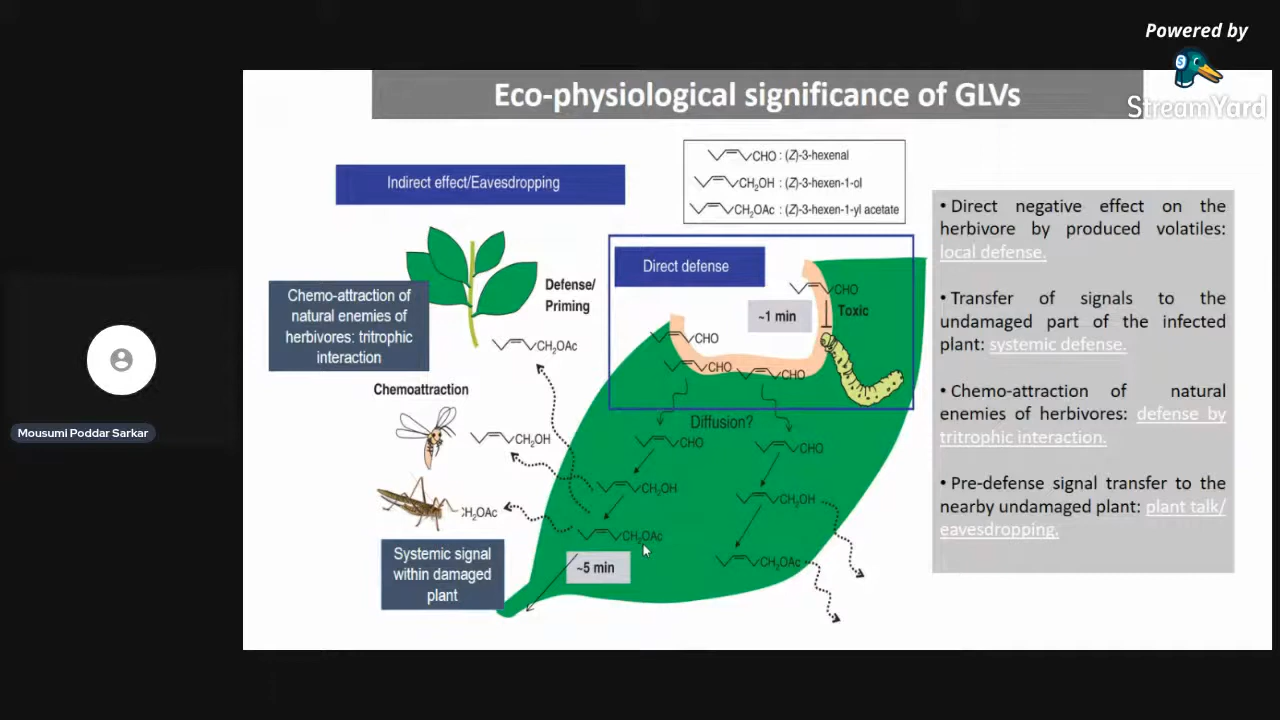 Powered by
StreamYard
Eco-physiological significance of GLVs
CHO : (Z)-3-hexenal
CH₂OH : (Z)-3-hexen-1-ol
CH₂OAc : (Z)-3-hexen-1-yl acetate
Indirect effect/Eavesdropping
Direct defense
Chemo-attraction of
natural enemies of
herbivores: tritrophic
interaction
Defense/
Priming
CH₂OAc
~1 min
CHO
Toxic
CHO
CHO
CHO
Chemoattraction
Diffusion?
CH₂OH
CHO
CHO
CH₂OH
CH₂OH
CH₂OAc
CH₂OAc
CH₂OAc
~5 min
Systemic signal
within damaged
plant
• Direct negative effect on the
herbivore by produced volatiles:
local defense.
• Transfer of signals to the
undamaged part of the infected
plant: systemic defense.
• Chemo-attraction of natural
enemies of herbivores: defense by
tritrophic interaction.
• Pre-defense signal transfer to the
nearby undamaged plant: plant talk/
eavesdropping.
Mousumi Poddar Sarkar